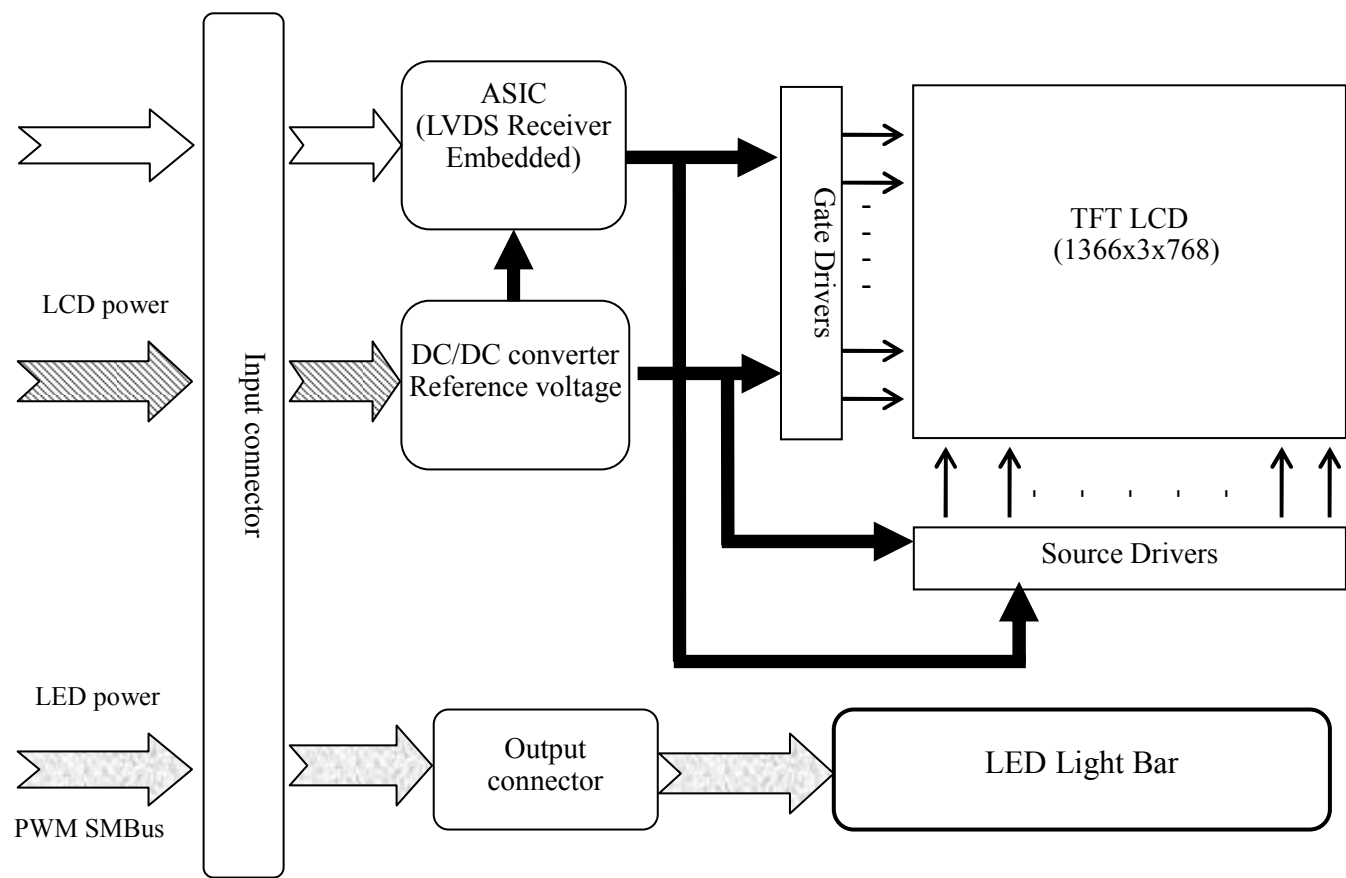 ASIC
(LVDS Receiver
Embedded)
Gate Drivers
TFT LCD
(1366x3x768)
LCD power
Input connector
DC/DC converter
Reference voltage
Source Drivers
LED power
Output
connector
LED Light Bar
PWM SMBus